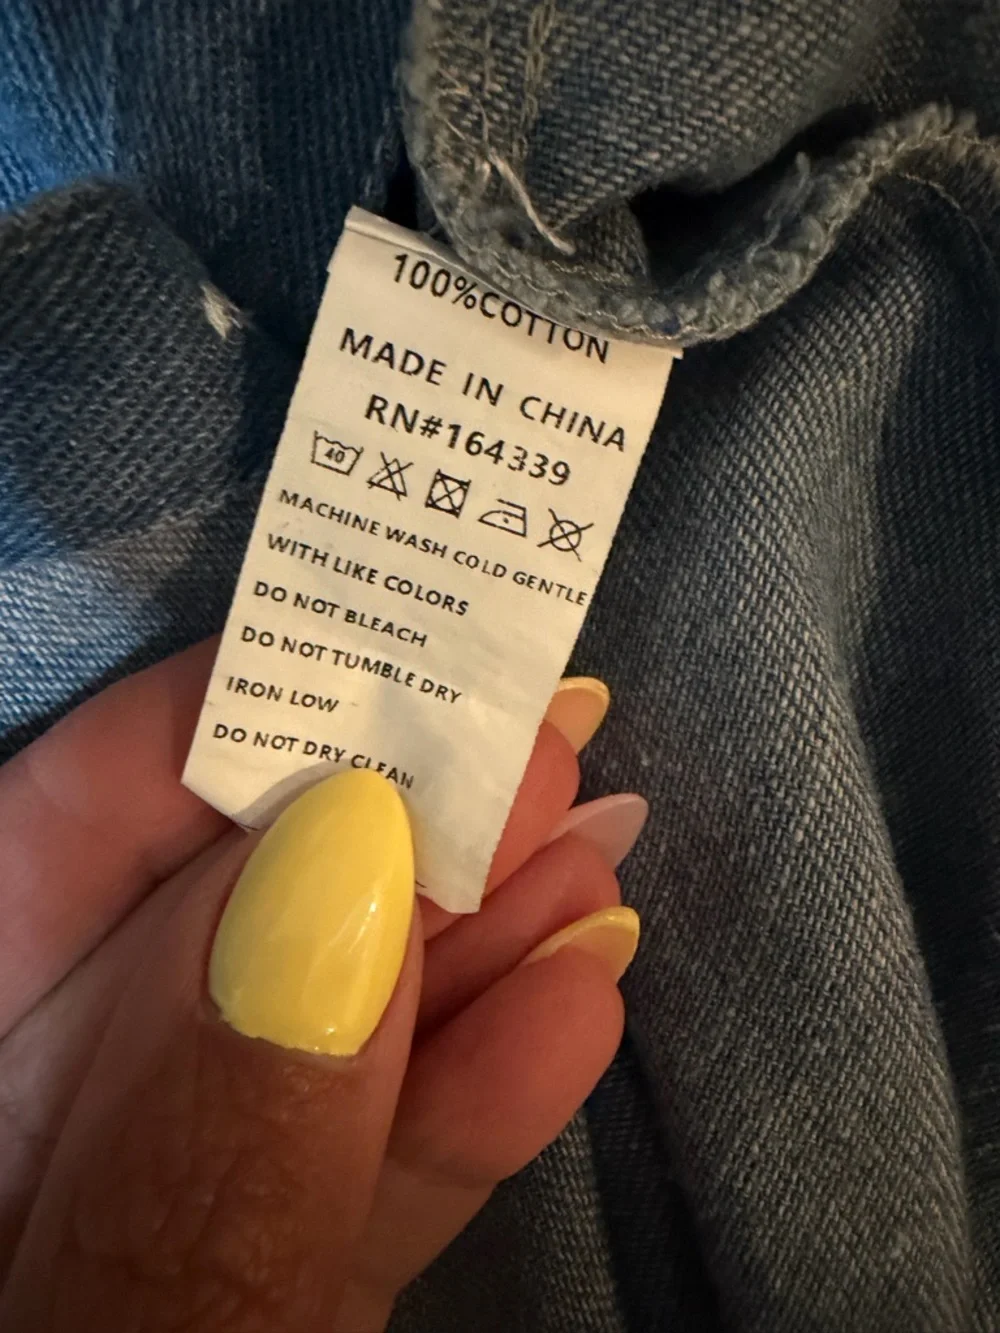 100%COTTON
MADE IN CHINA
RN#164339
40
MACHINE WASH COLD GENTLE
WITH LIKE COLORS
DO NOT BLEACH
DO NOT TUMBLE DRY
IRON LOW
DO NOT DRY CLEAN